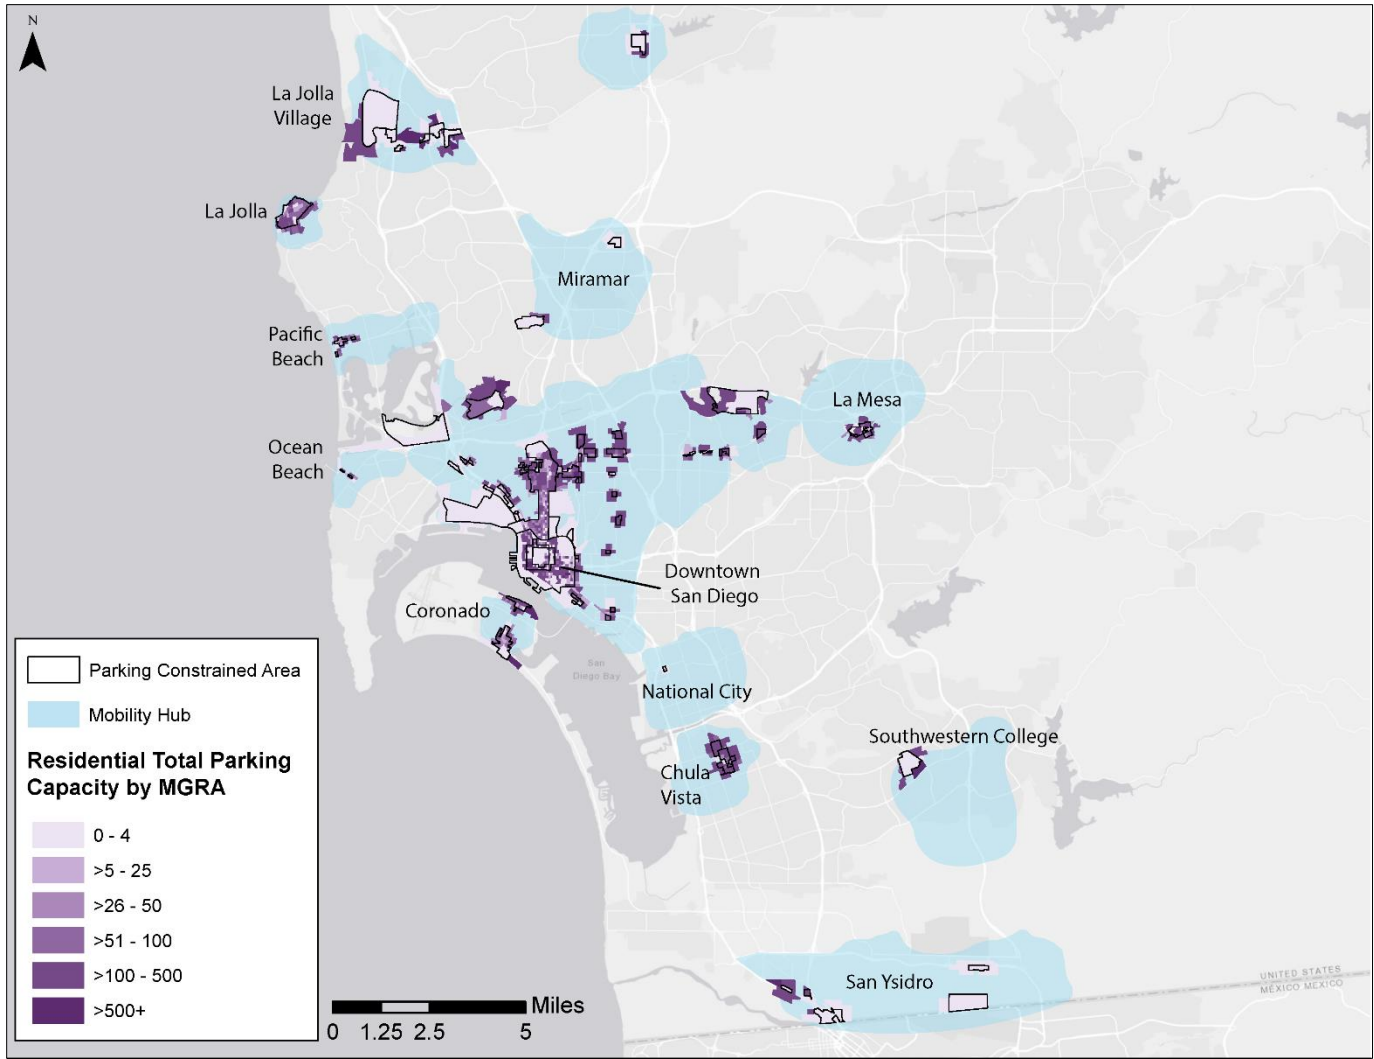 N
La Jolla
Village
La Jolla
Miramar
Pacific
Beach
La Mesa
Ocean
Beach
Downtown
San Diego
Coronado
San
Diego Bay
National City
Southwestern College
Chula
Vista
San Ysidro
UNITED STATES
MÉXICO MEXICO
Parking Constrained Area
Mobility Hub
Residential Total Parking
Capacity by MGRA
0 - 4
>5 - 25
>26 - 50
>51 - 100
>100 - 500
>500+
Miles
0 1.25 2.5 5